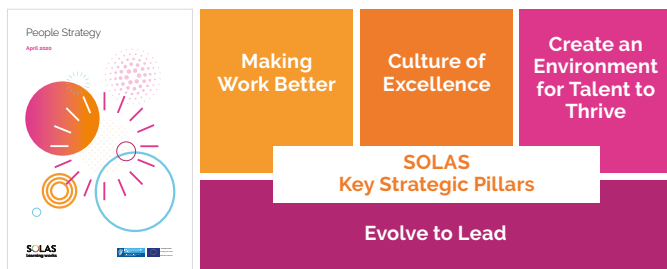 People Strategy
April 2020
SOLAS
learning works
Making
Work Better
Culture of
Excellence
Create an
Environment
for Talent to
Thrive
SOLAS
Key Strategic Pillars
Evolve to Lead